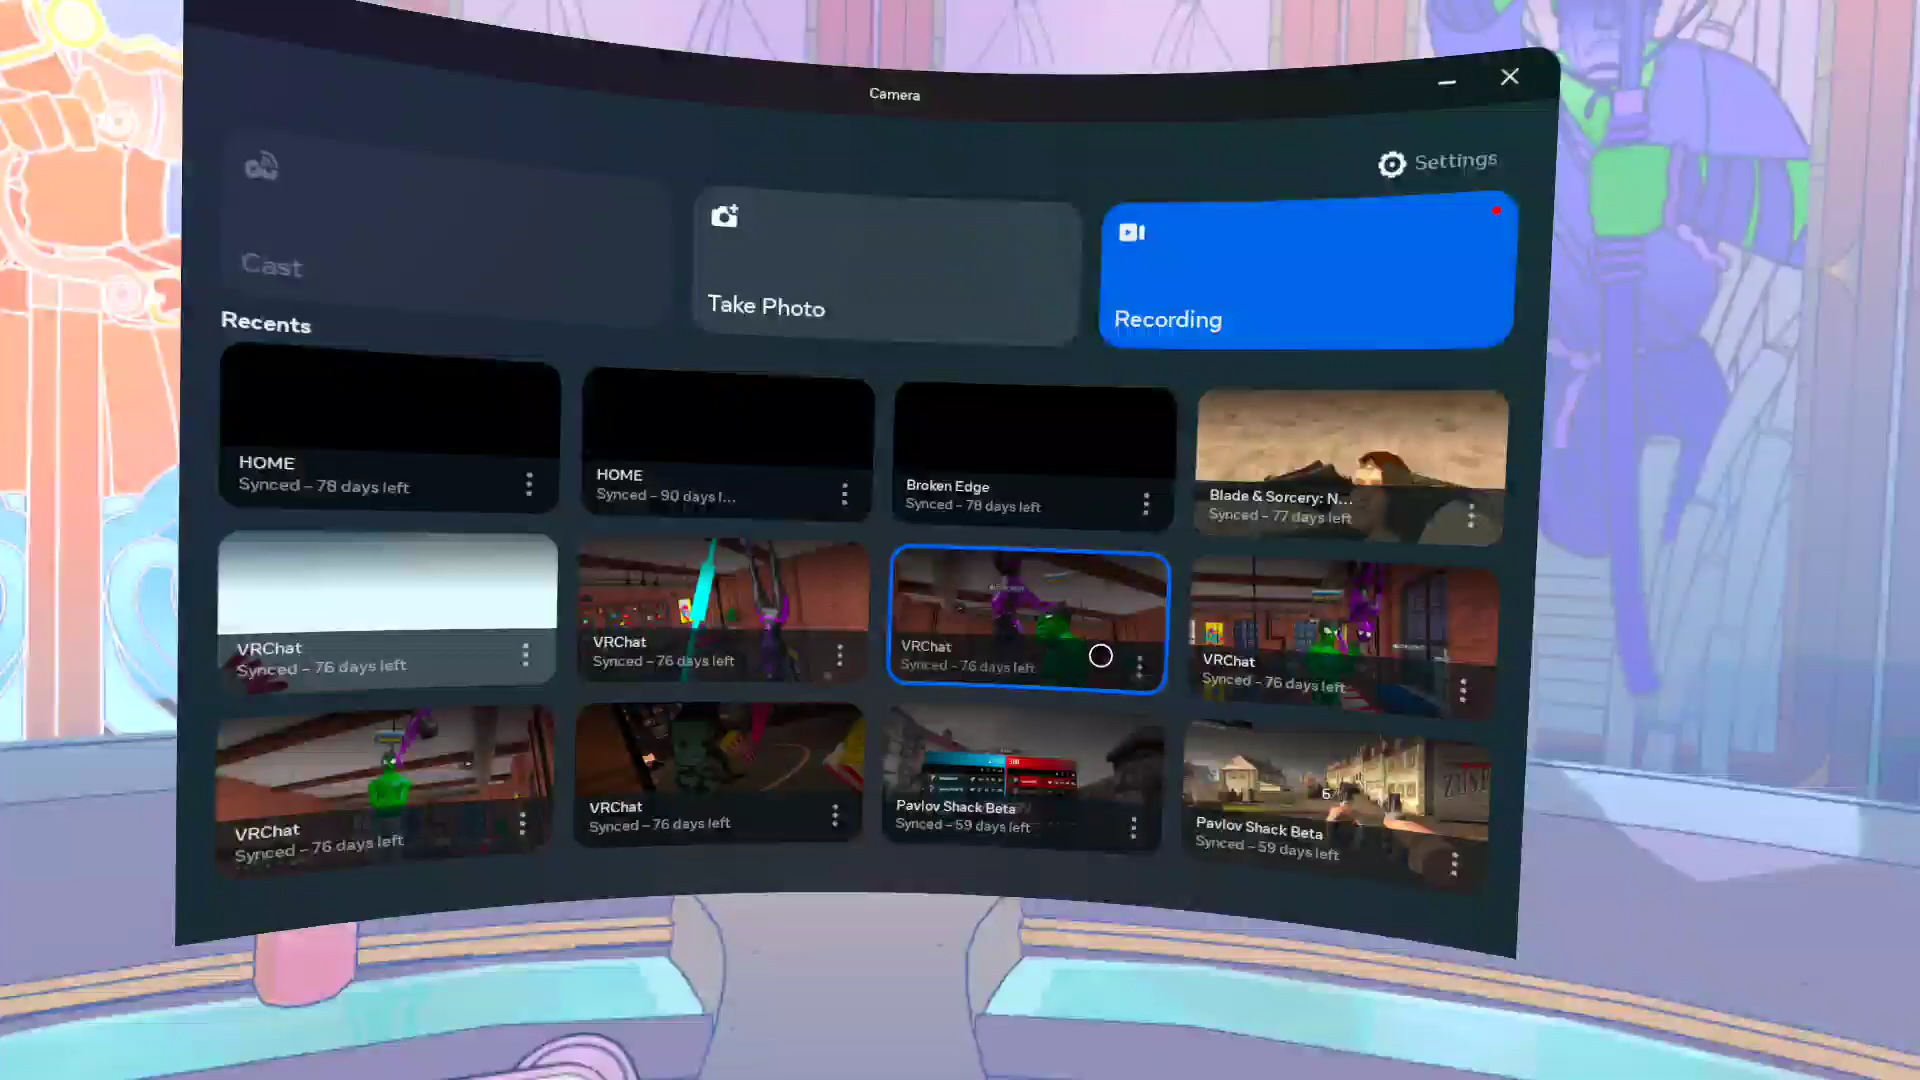 Camera
Settings
Cast
Take Photo
Recording
Recents
HOME
Synced – 78 days left
HOME
Synced – 90 days l...
Broken Edge
Synced – 78 days left
Blade & Sorcery: N...
Synced – 77 days left
VRChat
Synced – 76 days left
VRChat
Synced – 76 days left
VRChat
Synced – 76 days left
VRChat
Synced – 76 days left
VRChat
Synced – 76 days left
VRChat
Synced – 76 days left
Pavlov Shack Beta
Synced – 59 days left
Pavlov Shack Beta
Synced – 59 days left